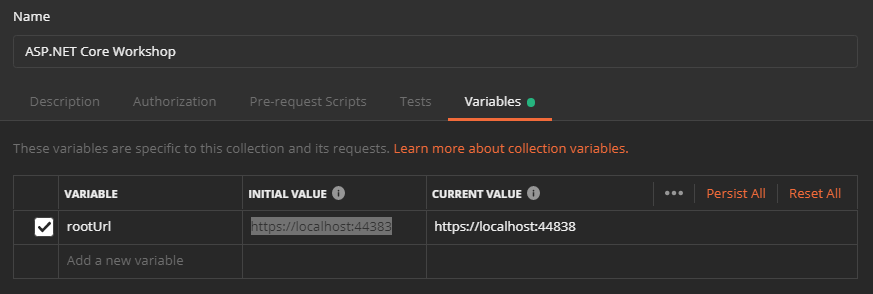 Name
ASP.NET Core Workshop
Description Authorization Pre-request Scripts Tests Variables
These variables are specific to this collection and its requests. Learn more about collection variables.
VARIABLE INITIAL VALUE CURRENT VALUE Persist All Reset All
rootUrl https://localhost:44383 https://localhost:44838
Add a new variable